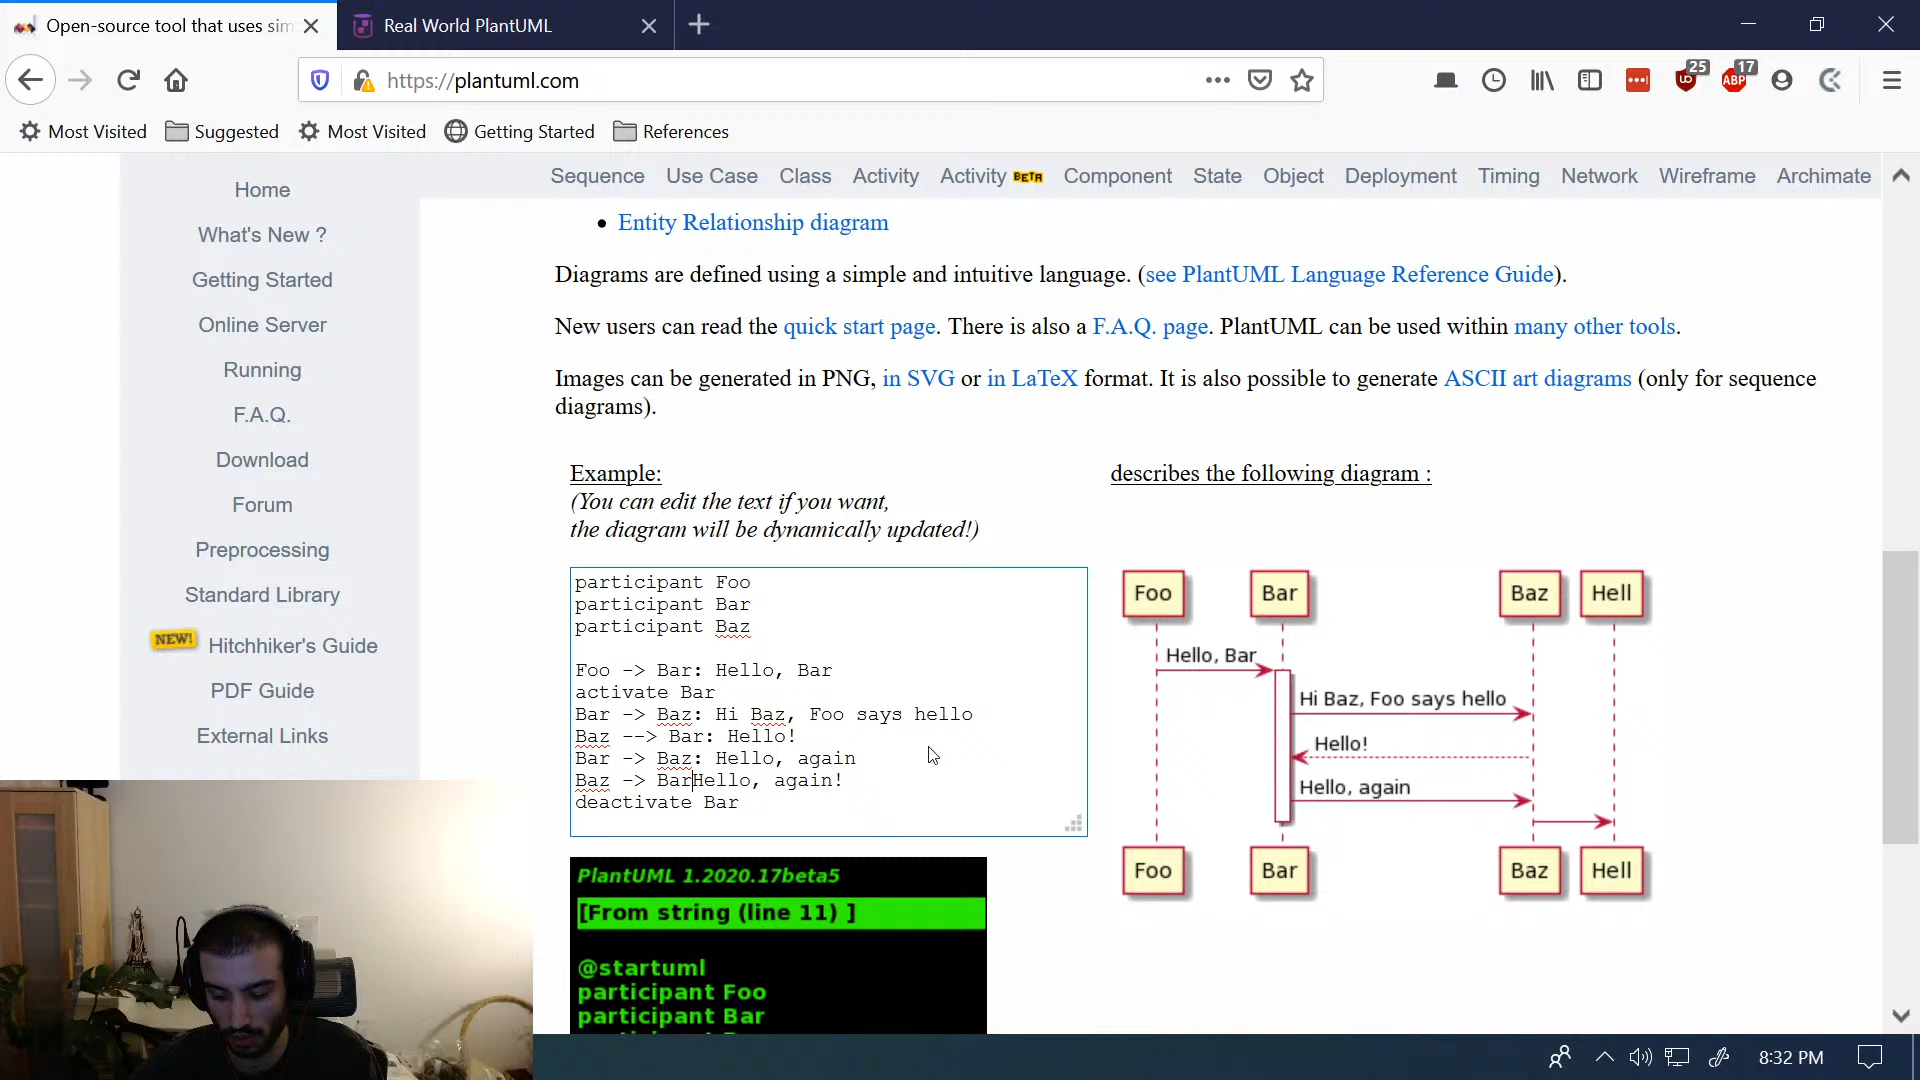 Open-source tool that uses sim
Real World PlantUML
https://plantuml.com
25
ABP
17
Most Visited
Suggested
Most Visited
Getting Started
References
Home
What's New ?
Getting Started
Online Server
Running
F.A.Q.
Download
Forum
Preprocessing
Standard Library
NEW! Hitchhiker's Guide
PDF Guide
External Links
Sequence Use Case Class Activity Activity BETA Component State Object Deployment Timing Network Wireframe Archimate
Entity Relationship diagram
Diagrams are defined using a simple and intuitive language. (see PlantUML Language Reference Guide).
New users can read the quick start page. There is also a F.A.Q. page. PlantUML can be used within many other tools.
Images can be generated in PNG, in SVG or in LaTeX format. It is also possible to generate ASCII art diagrams (only for sequence
diagrams).
Example:
(You can edit the text if you want,
the diagram will be dynamically updated!)
describes the following diagram :
participant Foo
participant Bar
participant Baz
Foo -> Bar: Hello, Bar
activate Bar
Bar -> Baz: Hi Baz, Foo says hello
Baz --> Bar: Hello!
Bar -> Baz: Hello, again
Baz -> BarHello, again!
deactivate Bar
Foo Bar Baz Hell
Hello, Bar
Hi Baz, Foo says hello
Hello!
Hello, again
Foo Bar Baz Hell
PlantUML 1.2020.17beta5
[From string (line 11) ]
@startuml
participant Foo
participant Bar
8:32 PM